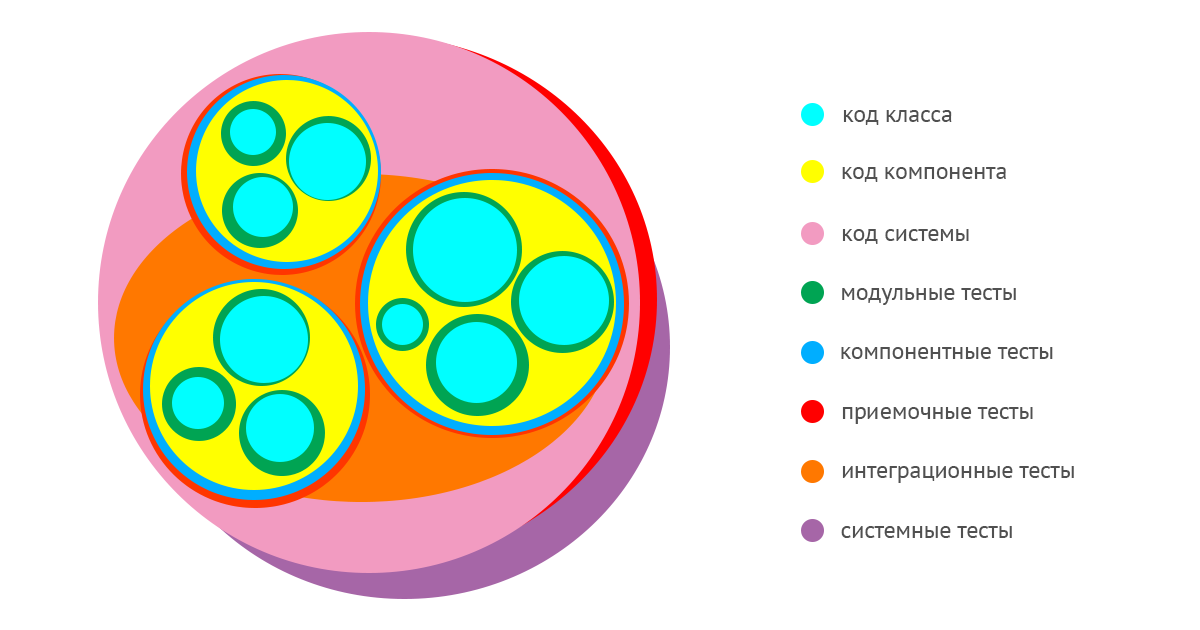 код класса
код компонента
код системы
модульные тесты
компонентные тесты
приемочные тесты
интеграционные тесты
системные тесты